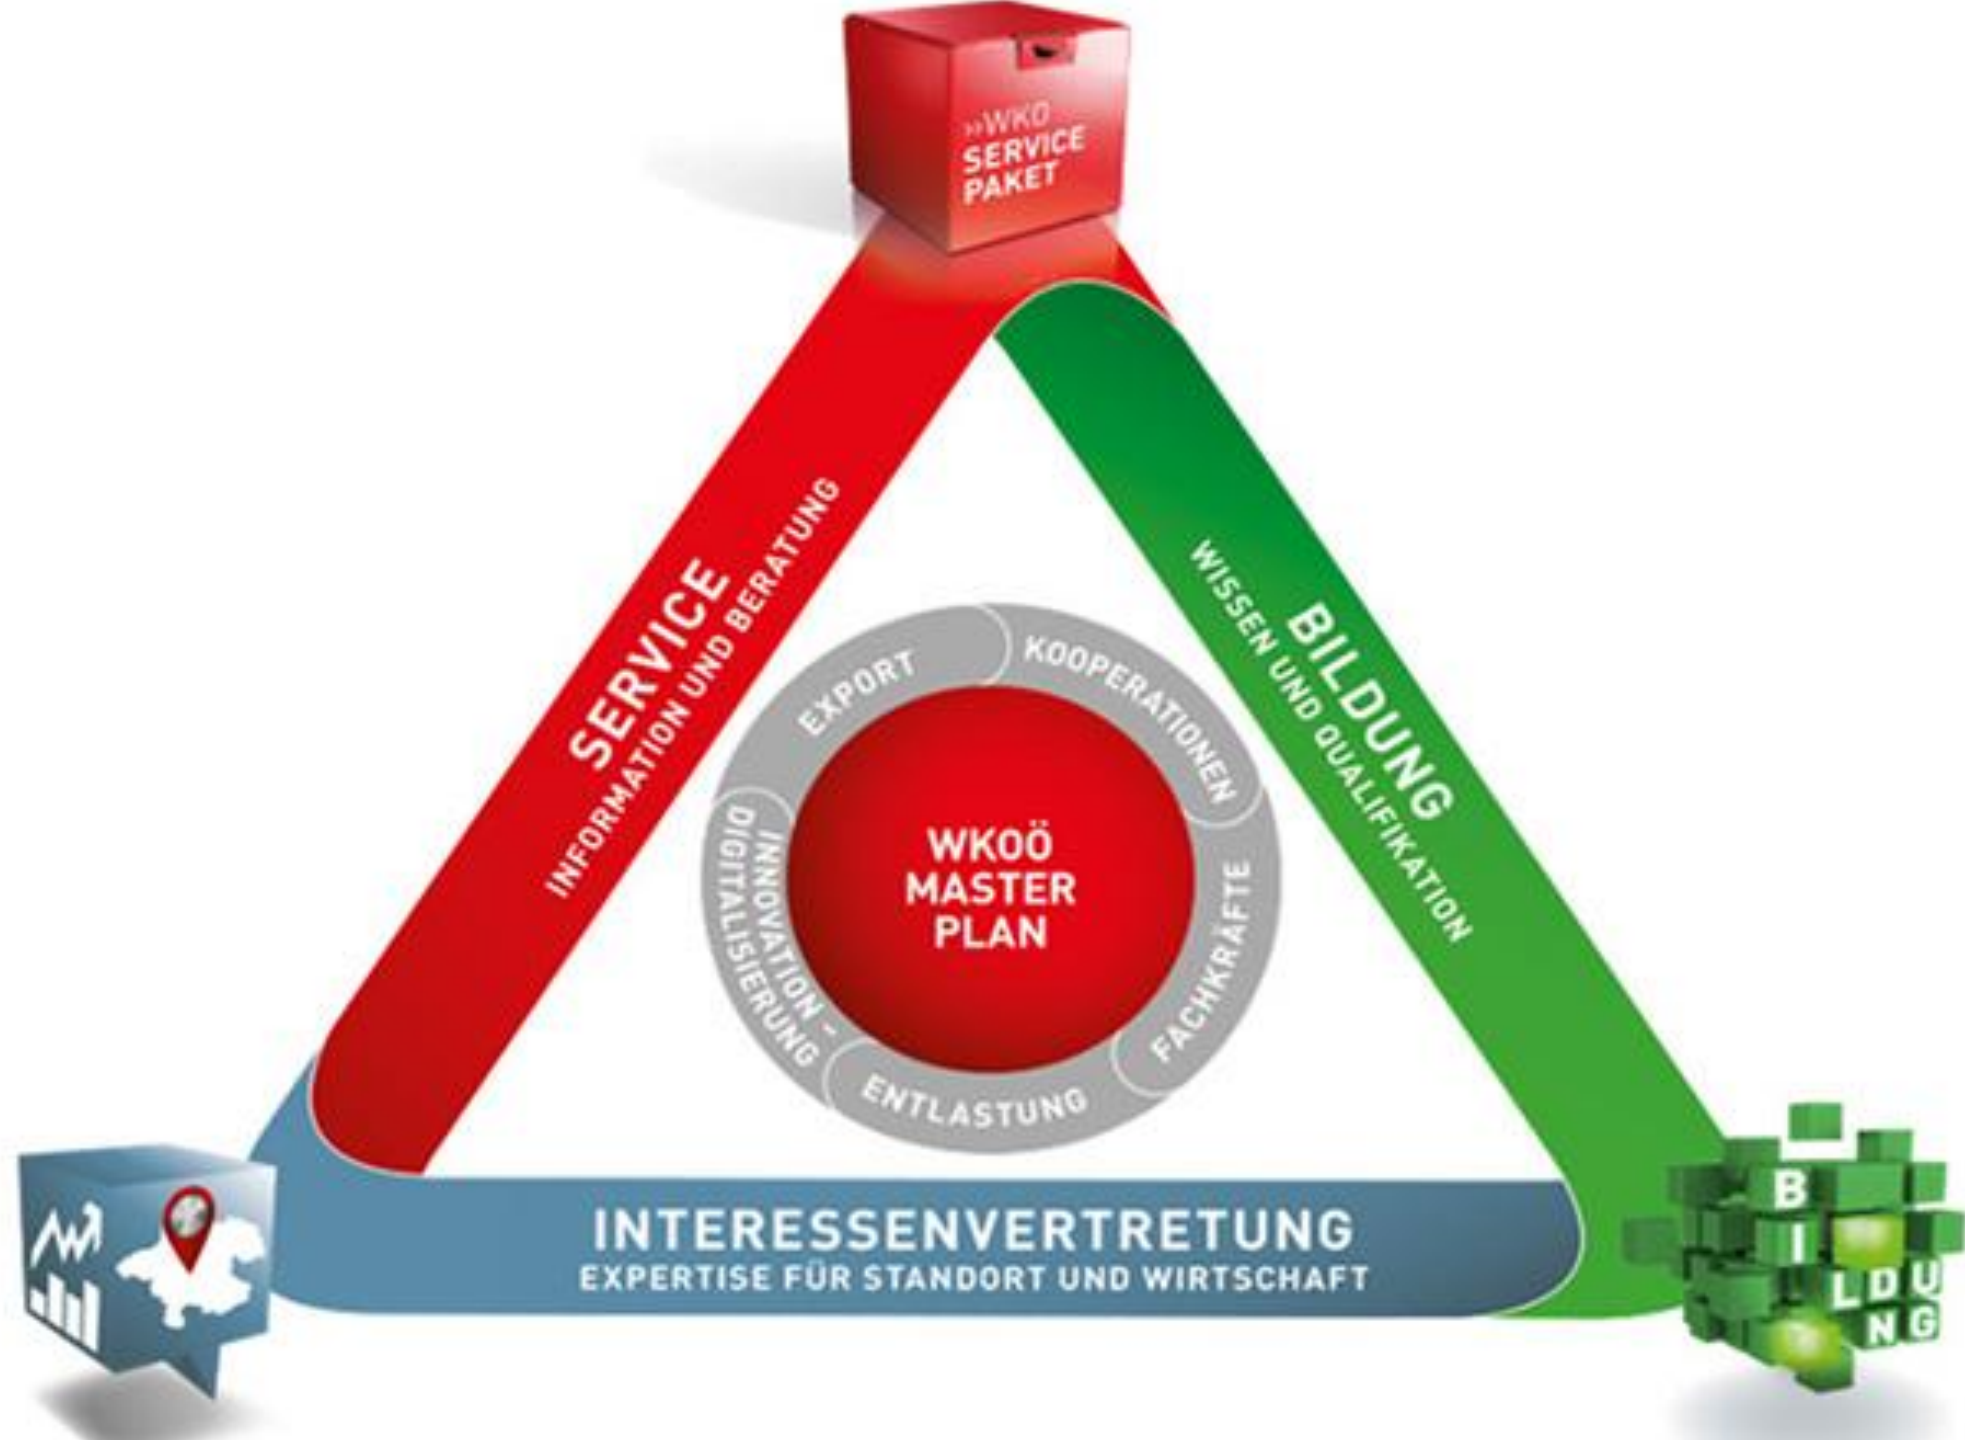 »WKO
SERVICE
PAKET
SERVICE
INFORMATION UND BERATUNG
BILDUNG
WISSEN UND QUALIFIKATION
EXPORT
KOOPERATIONEN
FACHKRÄFTE
ENTLASTUNG
INNOVATION -
DIGITALISIERUNG
WKOÖ
MASTER
PLAN
INTERESSENVERTRETUNG
EXPERTISE FÜR STANDORT UND WIRTSCHAFT
B
I
LDU
NG